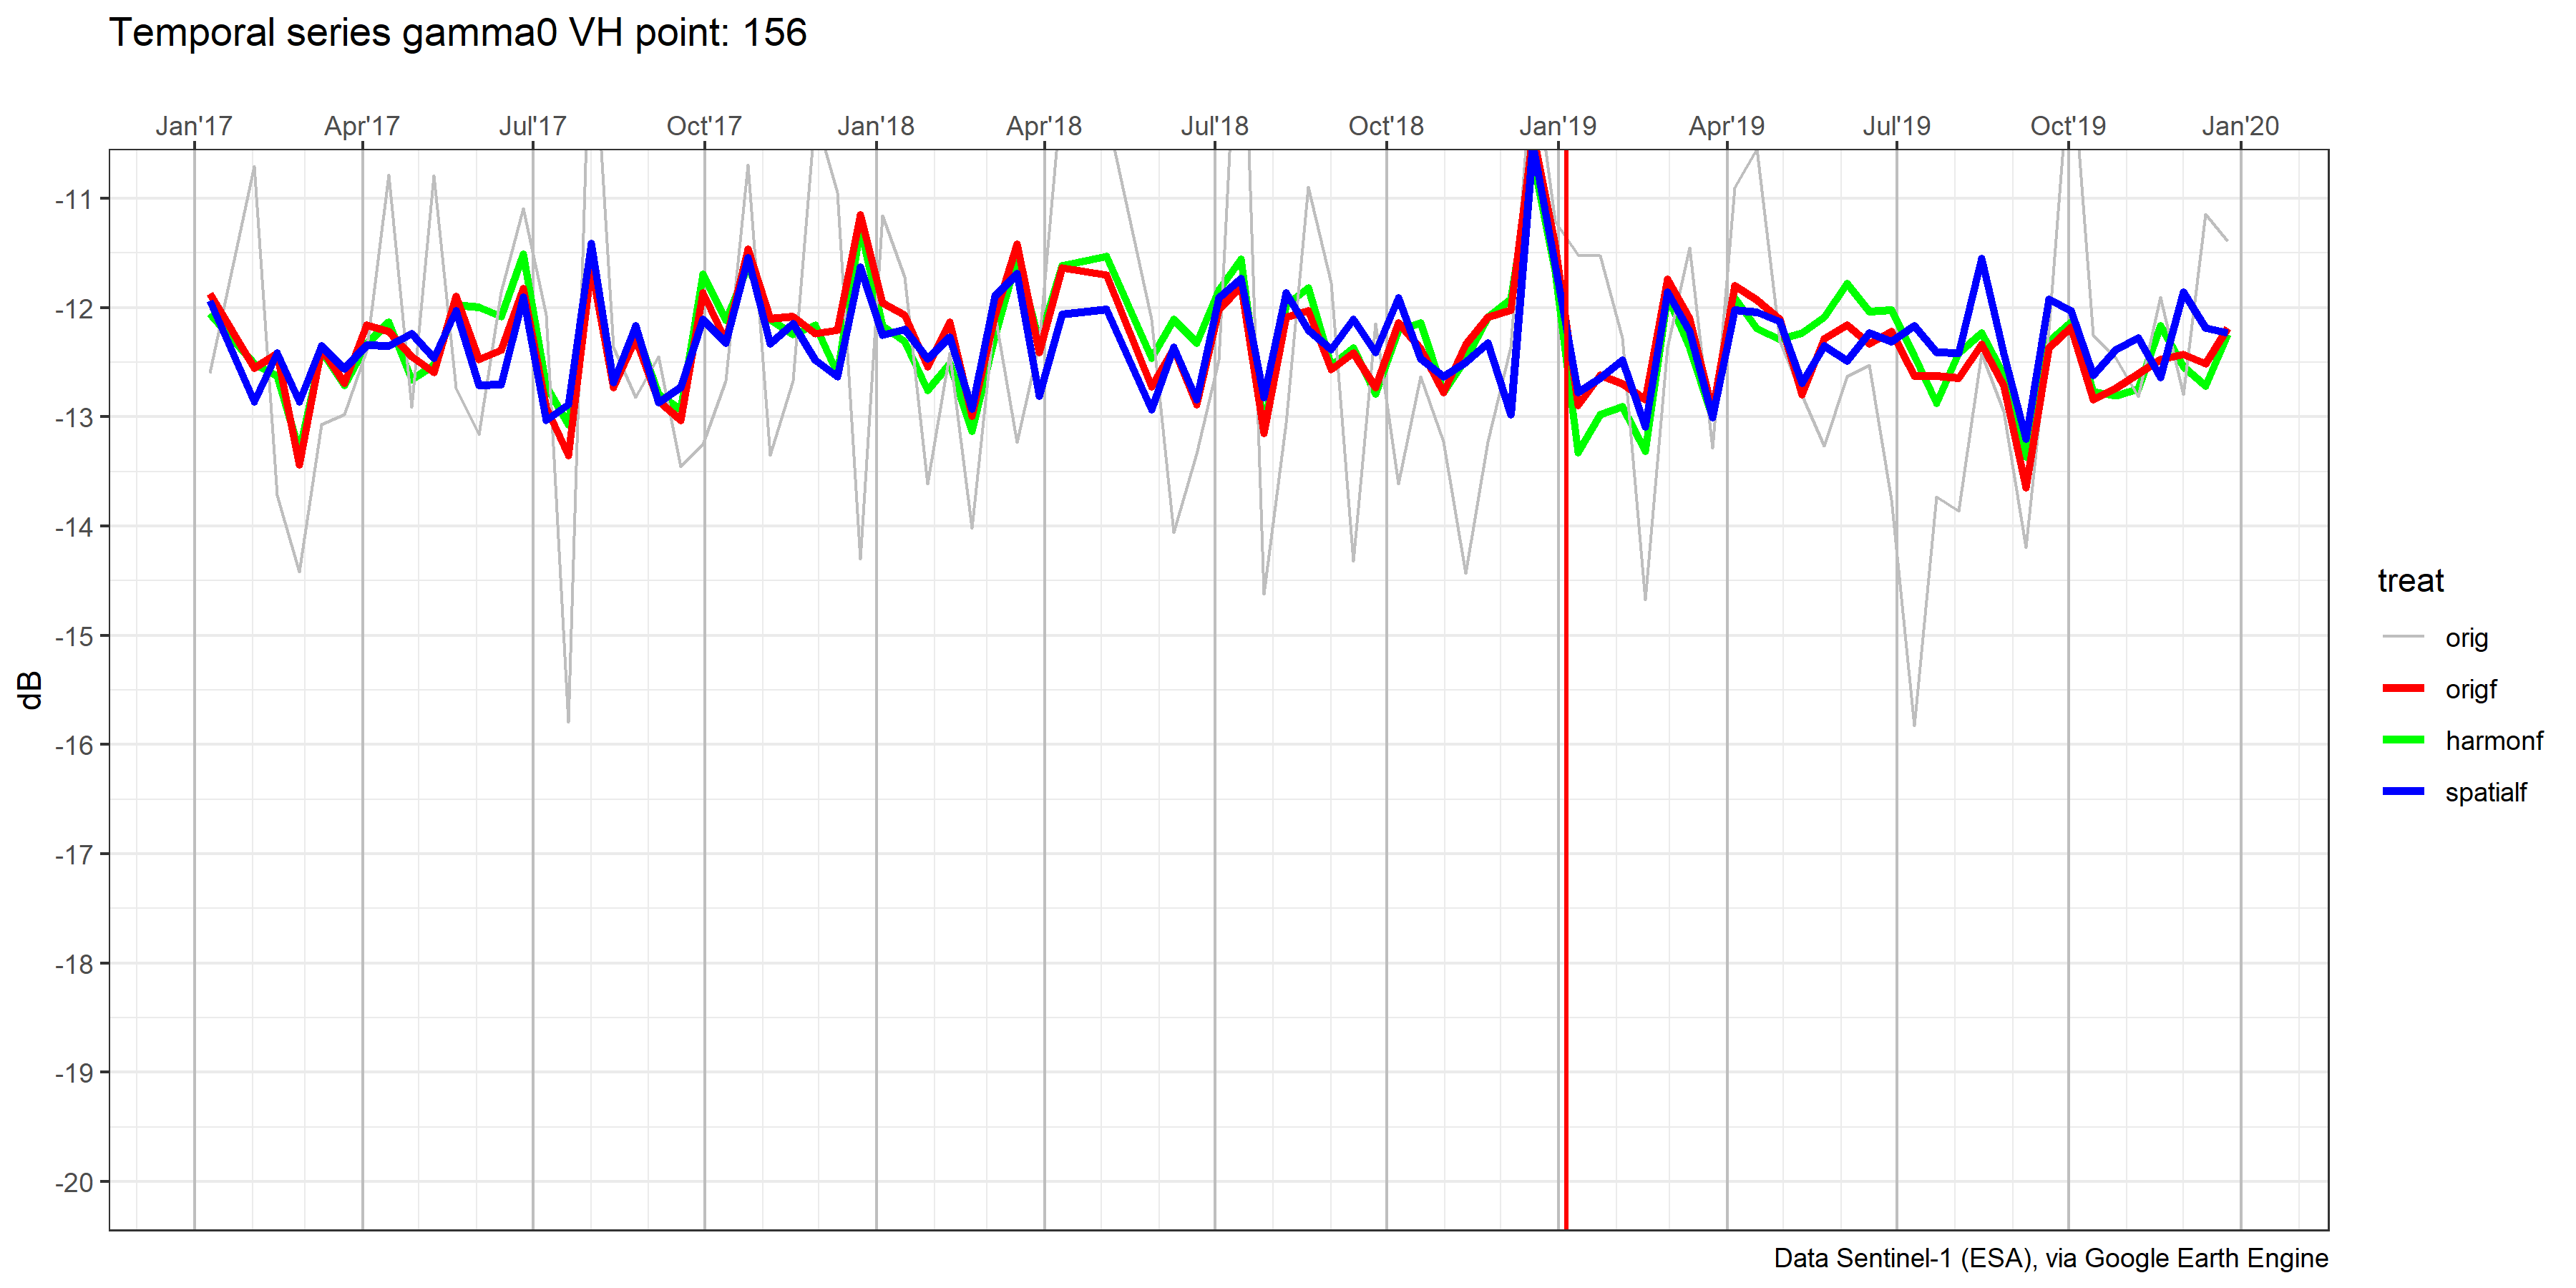 Temporal series gamma0 VH point: 156
Jan'17 Apr'17 Jul'17 Oct'17 Jan'18 Apr'18 Jul'18 Oct'18 Jan'19 Apr'19 Jul'19 Oct'19 Jan'20
-11
-12
-13
-14
-15
-16
-17
-18
-19
-20
dB
treat
orig
origf
harmonf
spatialf
Data Sentinel-1 (ESA), via Google Earth Engine